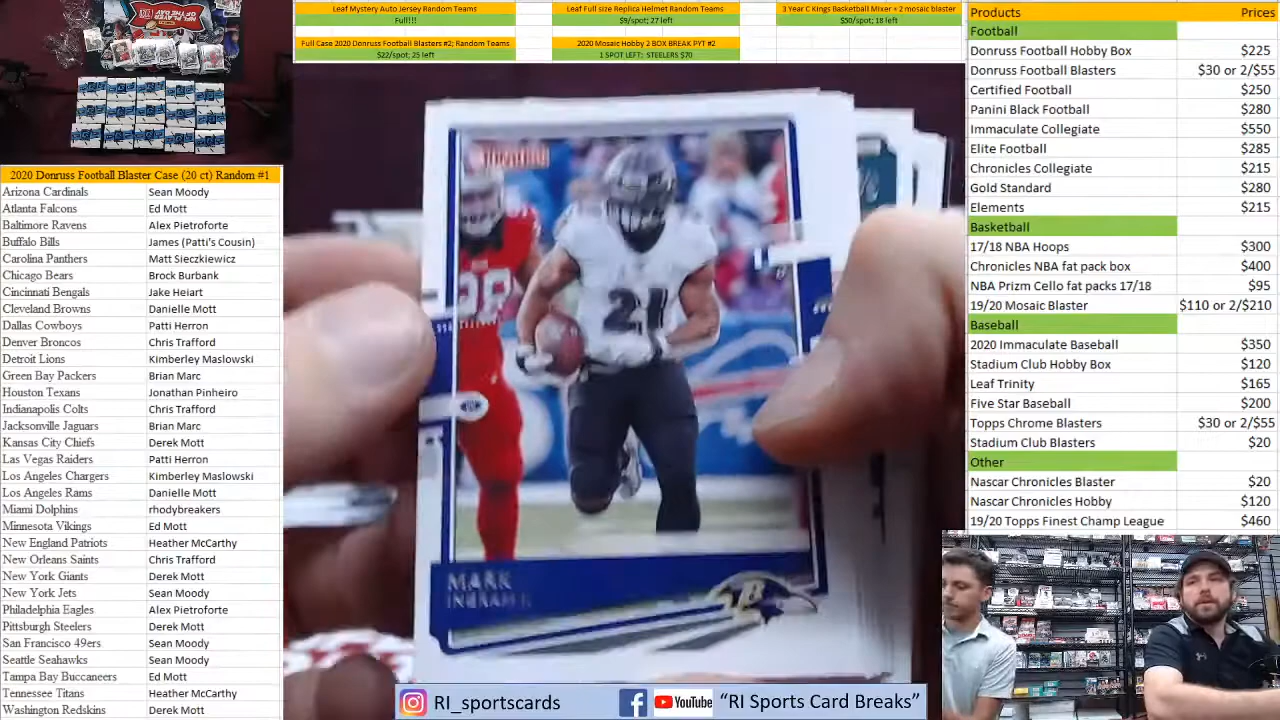 Leaf Mystery Auto Jersey Random Teams
Full!!!
Leaf Full size Replica Helmet Random Teams
$9/spot; 27 left
3 Year C Kings Basketball Mixer + 2 mosaic blaster
$50/spot; 18 left
Full Case 2020 Donruss Football Blasters #2; Random Teams
$22/spot; 25 left
2020 Mosaic Hobby 2 BOX BREAK PYT #2
1 SPOT LEFT: STEELERS $70
2020 Donruss Football Blaster Case (20 ct) Random #1
Arizona Cardinals Sean Moody
Atlanta Falcons Ed Mott
Baltimore Ravens Alex Pietroforte
Buffalo Bills James (Patti's Cousin)
Carolina Panthers Matt Sieczkiewicz
Chicago Bears Brock Burbank
Cincinnati Bengals Jake Heiart
Cleveland Browns Danielle Mott
Dallas Cowboys Patti Herron
Denver Broncos Chris Trafford
Detroit Lions Kimberley Maslowski
Green Bay Packers Brian Marc
Houston Texans Jonathan Pinheiro
Indianapolis Colts Chris Trafford
Jacksonville Jaguars Brian Marc
Kansas City Chiefs Derek Mott
Las Vegas Raiders Patti Herron
Los Angeles Chargers Kimberley Maslowski
Los Angeles Rams Danielle Mott
Miami Dolphins rhodybreakers
Minnesota Vikings Ed Mott
New England Patriots Heather McCarthy
New Orleans Saints Chris Trafford
New York Giants Derek Mott
New York Jets Sean Moody
Philadelphia Eagles Alex Pietroforte
Pittsburgh Steelers Derek Mott
San Francisco 49ers Sean Moody
Seattle Seahawks Sean Moody
Tampa Bay Buccaneers Ed Mott
Tennessee Titans Heather McCarthy
Washington Redskins Derek Mott
Donruss
98
21
MARK
INGRAM II
RI_sportscards
YouTube "RI Sports Card Breaks"
Products Prices
Football
Donruss Football Hobby Box $225
Donruss Football Blasters $30 or 2/$55
Certified Football $250
Panini Black Football $280
Immaculate Collegiate $550
Elite Football $285
Chronicles Collegiate $215
Gold Standard $280
Elements $215
Basketball
17/18 NBA Hoops $300
Chronicles NBA fat pack box $400
NBA Prizm Cello fat packs 17/18 $95
19/20 Mosaic Blaster $110 or 2/$210
Baseball
2020 Immaculate Baseball $350
Stadium Club Hobby Box $120
Leaf Trinity $165
Five Star Baseball $200
Topps Chrome Blasters $30 or 2/$55
Stadium Club Blasters $20
Other
Nascar Chronicles Blaster $20
Nascar Chronicles Hobby $120
19/20 Topps Finest Champ League $460